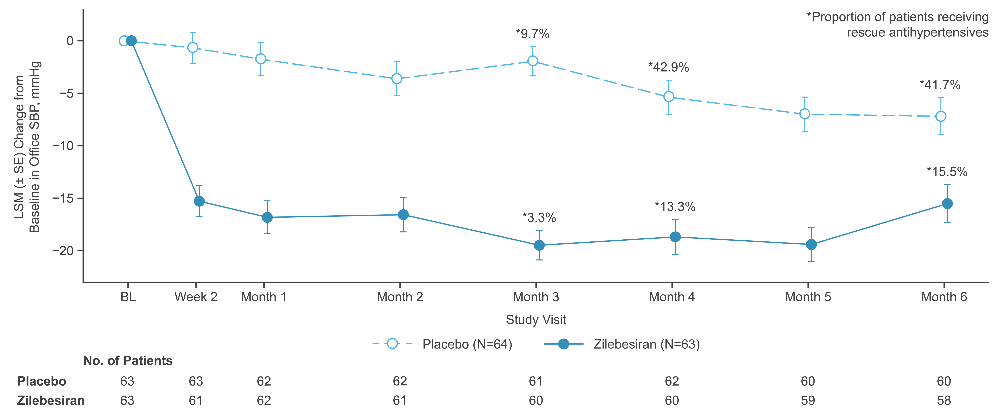 *Proportion of patients receiving
rescue antihypertensives
LSM (± SE) Change from
Baseline in Office SBP, mmHg
0
−5
−10
−15
−20
*9.7%
*42.9%
*41.7%
*3.3%
*13.3%
*15.5%
BL Week 2 Month 1 Month 2 Month 3 Month 4 Month 5 Month 6
Study Visit
Placebo (N=64) Zilebesiran (N=63)
No. of Patients
Placebo 63 63 62 62 61 62 60 60
Zilebesiran 63 61 62 61 60 60 59 58